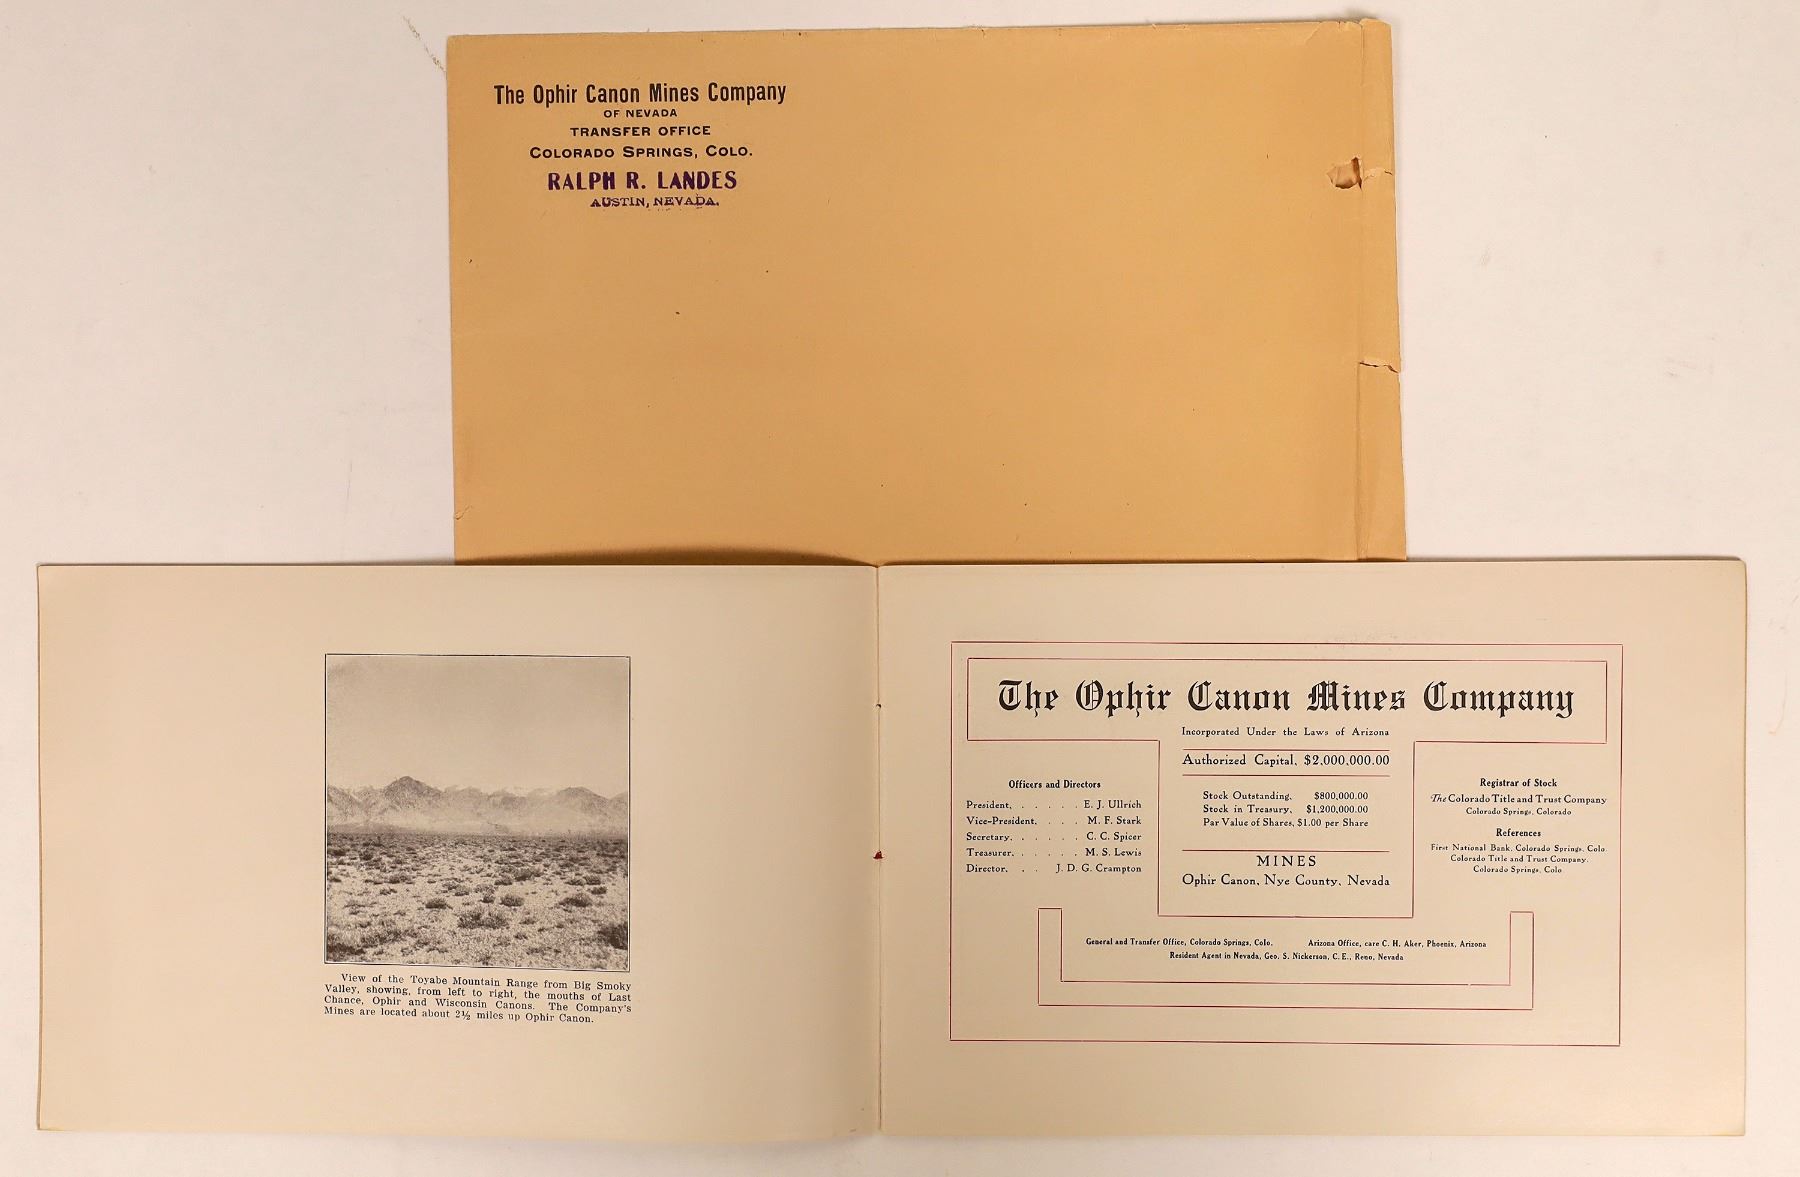 The Ophir Canon Mines Company
OF NEVADA
TRANSFER OFFICE
COLORADO SPRINGS, COLO.
RALPH R. LANDES
AUSTIN, NEVADA.
View of the Toyabe Mountain Range from Big Smoky
Valley, showing, from left to right, the mouths of Last
Chance, Ophir and Wisconsin Canons. The Company's
Mines are located about 2½ miles up Ophir Canon.
The Ophir Canon Mines Company
Incorporated Under the Laws of Arizona
Authorized Capital, $2,000,000.00
Stock Outstanding, $800,000.00
Stock in Treasury, $1,200,000.00
Par Value of Shares, $1.00 per Share
MINES
Ophir Canon, Nye County, Nevada
Officers and Directors
President, . . . . . . E. J. Ullrich
Vice-President, . . . . M. F. Stark
Secretary, . . . . . . C. C. Spicer
Treasurer, . . . . . . M. S. Lewis
Director, . . . J. D. G. Crampton
Registrar of Stock
The Colorado Title and Trust Company
Colorado Springs, Colorado
References
First National Bank, Colorado Springs, Colo.
Colorado Title and Trust Company,
Colorado Springs, Colo.
General and Transfer Office, Colorado Springs, Colo. Arizona Office, care C. H. Aker, Phoenix, Arizona
Resident Agent in Nevada, Geo. S. Nickerson, C. E., Reno, Nevada